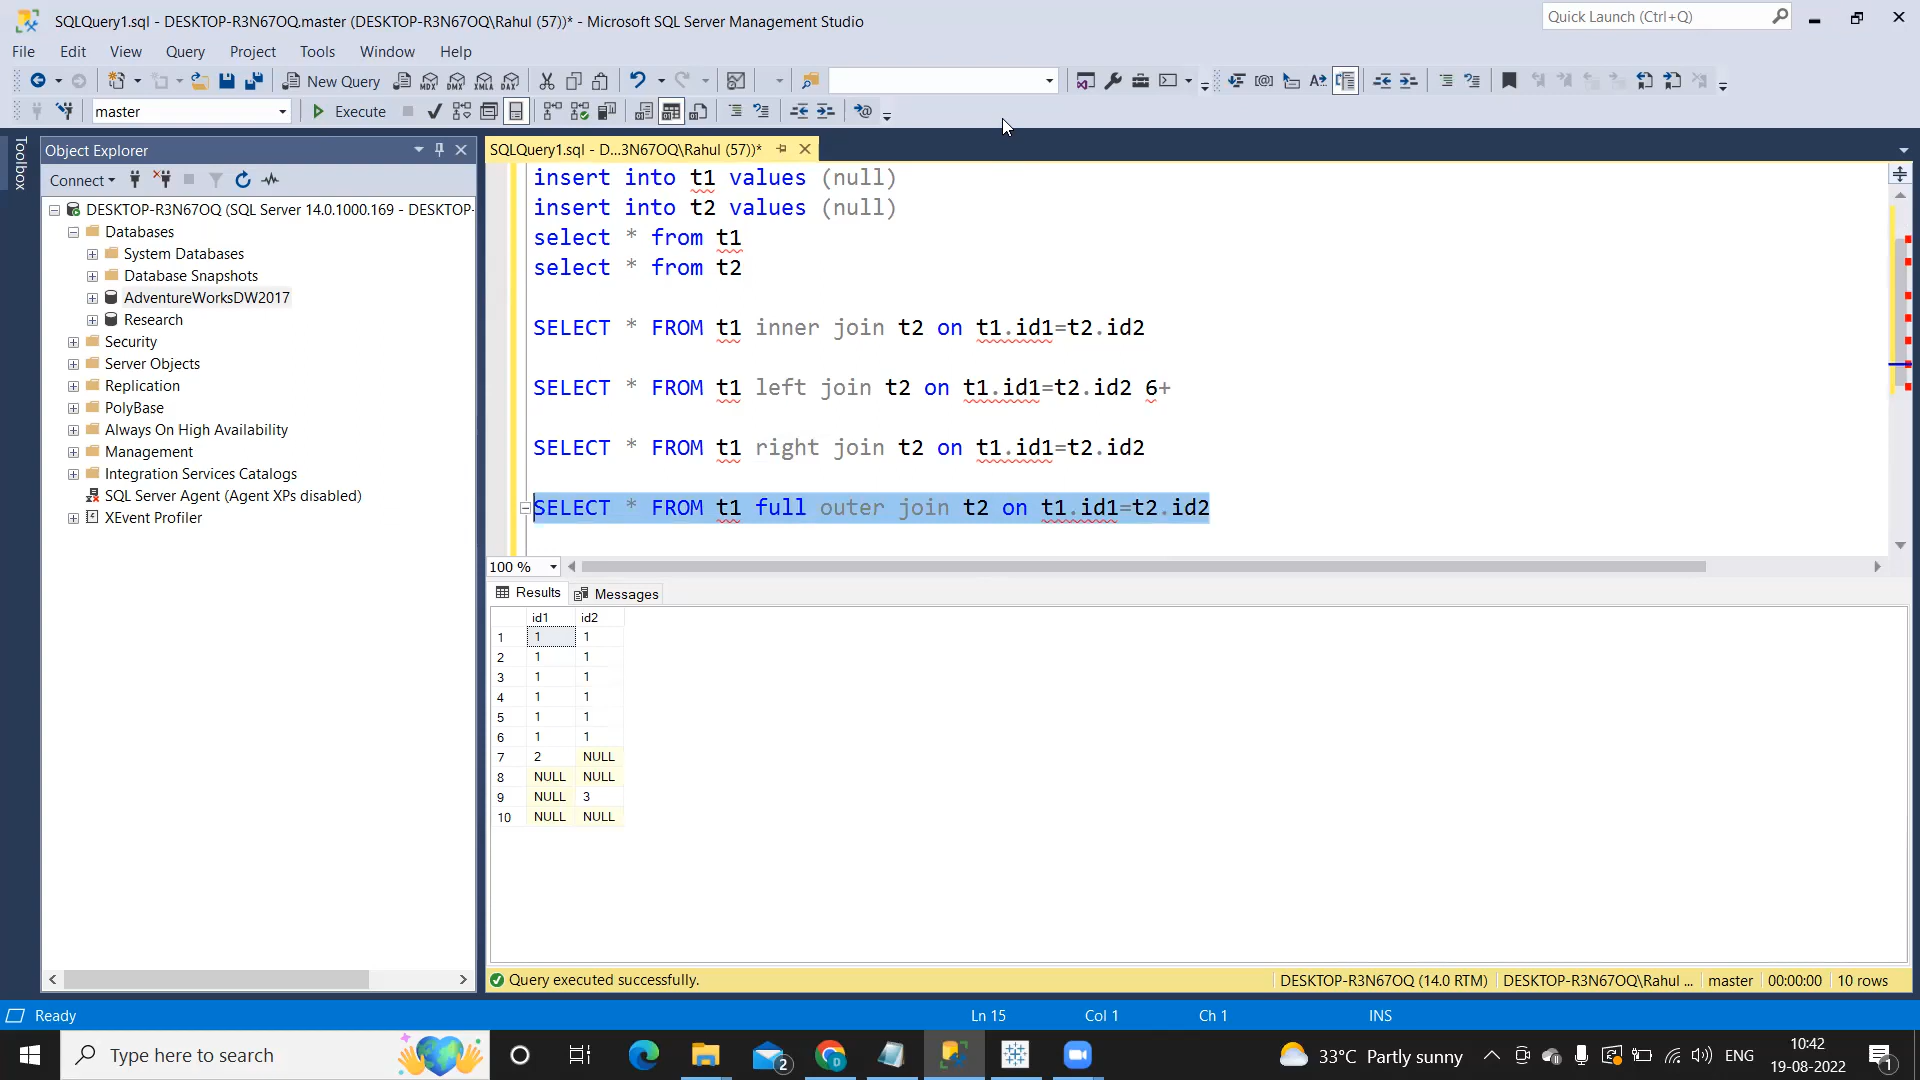 SQLQuery1.sql - DESKTOP-R3N67OQ.master (DESKTOP-R3N67OQ\Rahul (57))* - Microsoft SQL Server Management Studio
Quick Launch (Ctrl+Q)
File Edit View Query Project Tools Window Help
New Query
MDX DMX XMLA DAX
master
Execute
Toolbox
Object Explorer
SQLQuery1.sql - D...3N67OQ\Rahul (57))*
Connect
DESKTOP-R3N67OQ (SQL Server 14.0.1000.169 - DESKTOP-
Databases
System Databases
Database Snapshots
AdventureWorksDW2017
Research
Security
Server Objects
Replication
PolyBase
Always On High Availability
Management
Integration Services Catalogs
SQL Server Agent (Agent XPs disabled)
XEvent Profiler
insert into t1 values (null)
insert into t2 values (null)
select * from t1
select * from t2
SELECT * FROM t1 inner join t2 on t1.id1=t2.id2
SELECT * FROM t1 left join t2 on t1.id1=t2.id2 6+
SELECT * FROM t1 right join t2 on t1.id1=t2.id2
SELECT * FROM t1 full outer join t2 on t1.id1=t2.id2
100 %
Results Messages
id1 id2
1 1 1
2 1 1
3 1 1
4 1 1
5 1 1
6 1 1
7 2 NULL
8 NULL NULL
9 NULL 3
10 NULL NULL
Query executed successfully.
DESKTOP-R3N67OQ (14.0 RTM) DESKTOP-R3N67OQ\Rahul ... master 00:00:00 10 rows
Ready
Ln 15 Col 1 Ch 1 INS
Type here to search
2
33°C Partly sunny
ENG
10:42
19-08-2022
1